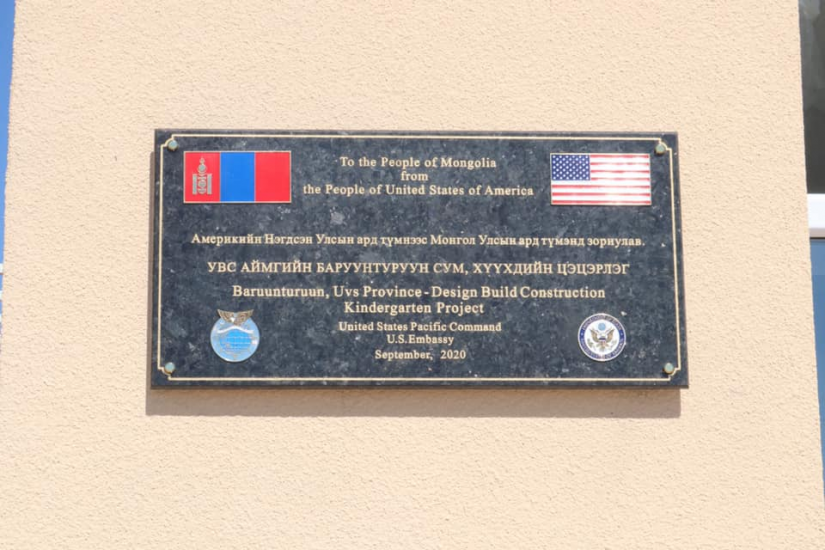 To the People of Mongolia
from
the People of United States of America
Америкийн Нэгдсэн Улсын ард түмнээс Монгол Улсын ард түмэнд зориулав.
УВС АЙМГИЙН БАРУУНТУРУУН СУМ, ХҮҮХДИЙН ЦЭЦЭРЛЭГ
Baruunturuun, Uvs Province - Design Build Construction
Kindergarten Project
United States Pacific Command
U.S.Embassy
September, 2020